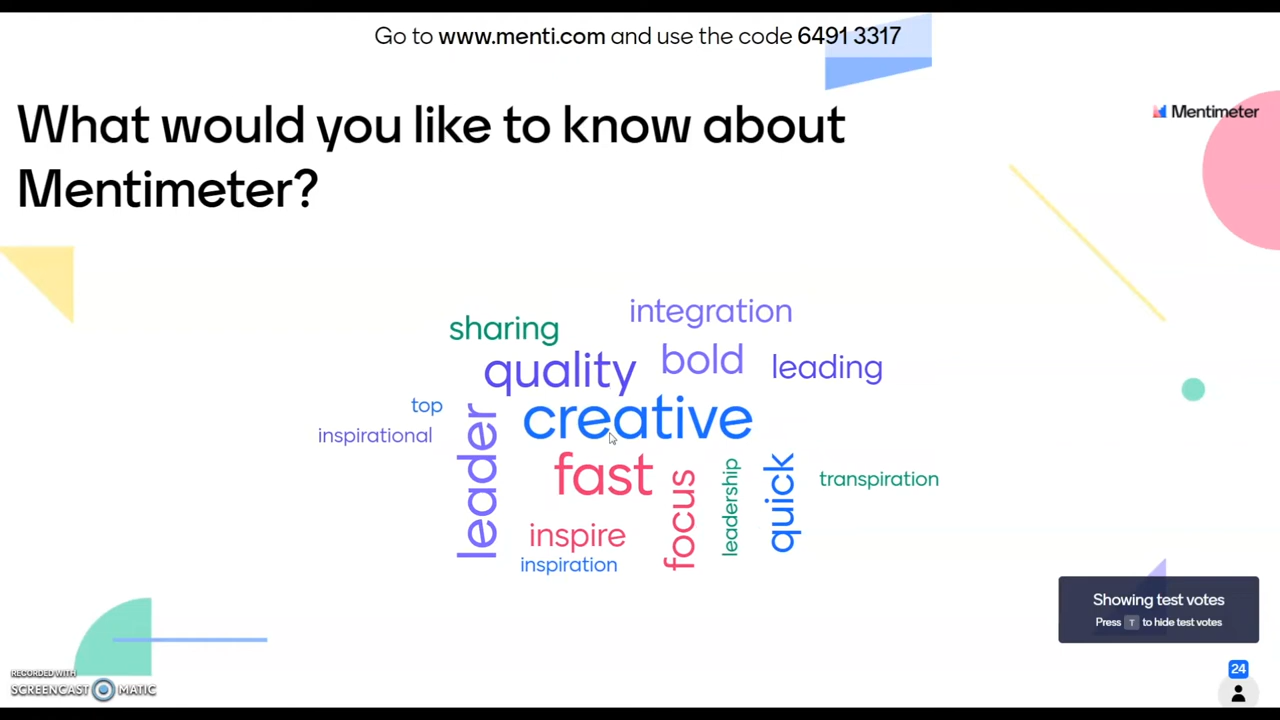 Go to www.menti.com and use the code 6491 3317
What would you like to know about
Mentimeter?
Mentimeter
integration
sharing
quality
bold
leading
top
creative
inspirational
leader
fast
focus
leadership
quick
transpiration
inspire
inspiration
Showing test votes
Press T to hide test votes
24
RECORDED WITH
SCREENCAST MATIC